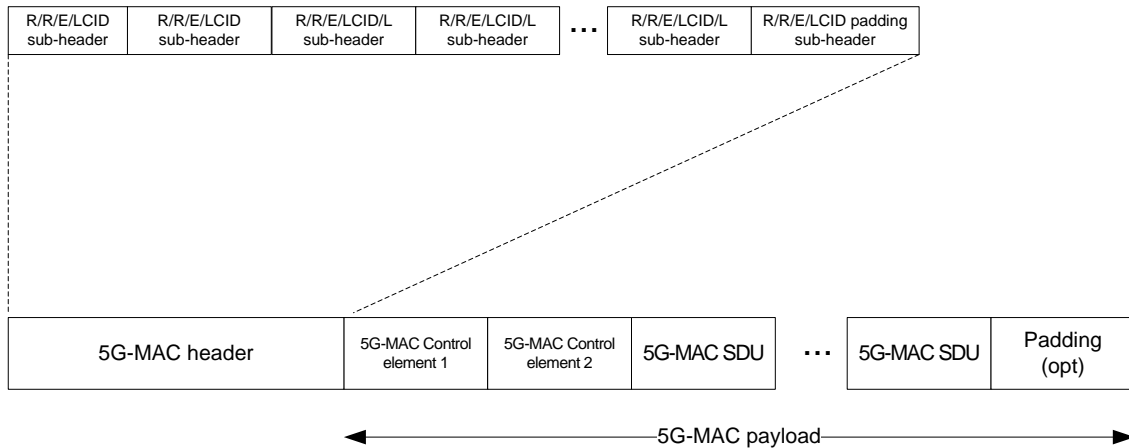 R/R/E/LCID
sub-header
R/R/E/LCID
sub-header
R/R/E/LCID/L
sub-header
R/R/E/LCID/L
sub-header
...
R/R/E/LCID/L
sub-header
R/R/E/LCID padding
sub-header
5G-MAC header
5G-MAC Control
element 1
5G-MAC Control
element 2
5G-MAC SDU
...
5G-MAC SDU
Padding
(opt)
5G-MAC payload